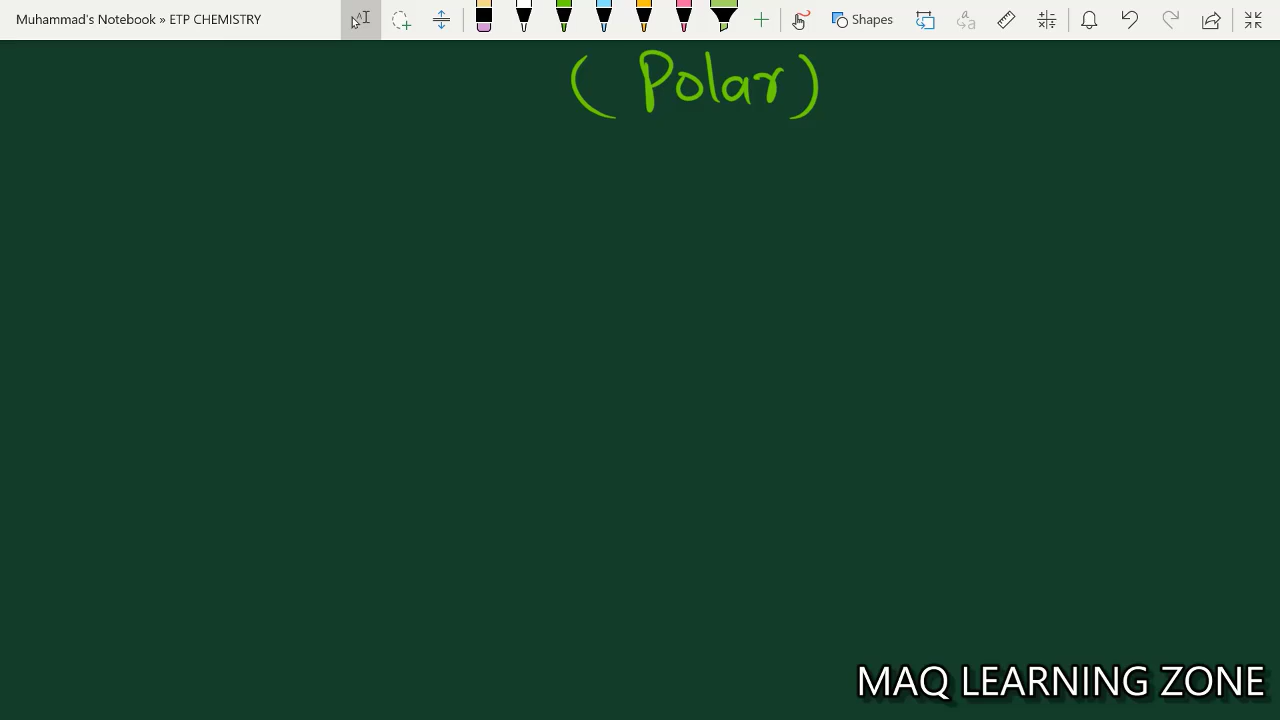 Muhammad's Notebook » ETP CHEMISTRY
Shapes
( Polar )
MAQ LEARNING ZONE